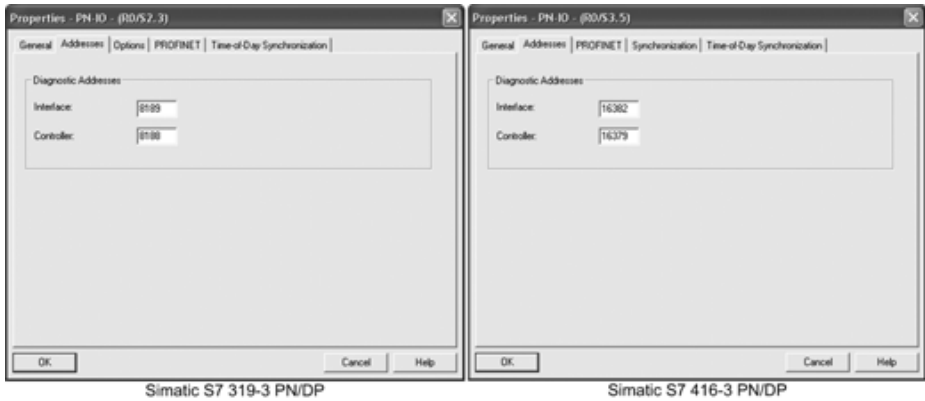 Properties - PN-IO - (R0/S2.3)
General Addresses Options PROFINET Time-of-Day Synchronization
Diagnostic Addresses
Interface: 8189
Controller: 8188
OK Cancel Help
Simatic S7 319-3 PN/DP
Properties - PN-IO - (R0/S3.5)
General Addresses PROFINET Synchronization Time-of-Day Synchronization
Diagnostic Addresses
Interface: 16382
Controller: 16379
OK Cancel Help
Simatic S7 416-3 PN/DP